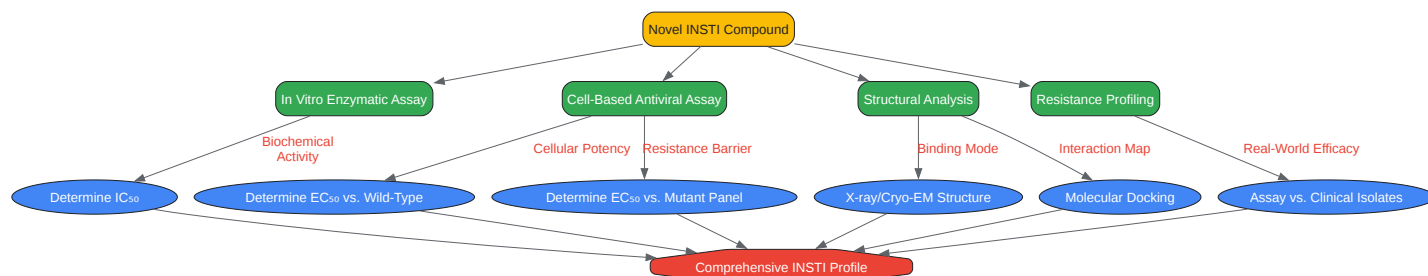 Novel INSTI Compound
In Vitro Enzymatic Assay
Cell-Based Antiviral Assay
Structural Analysis
Resistance Profiling
Biochemical
Activity
Cellular Potency
Resistance Barrier
Binding Mode
Interaction Map
Real-World Efficacy
Determine IC₅₀
Determine EC₅₀ vs. Wild-Type
Determine EC₅₀ vs. Mutant Panel
X-ray/Cryo-EM Structure
Molecular Docking
Assay vs. Clinical Isolates
Comprehensive INSTI Profile